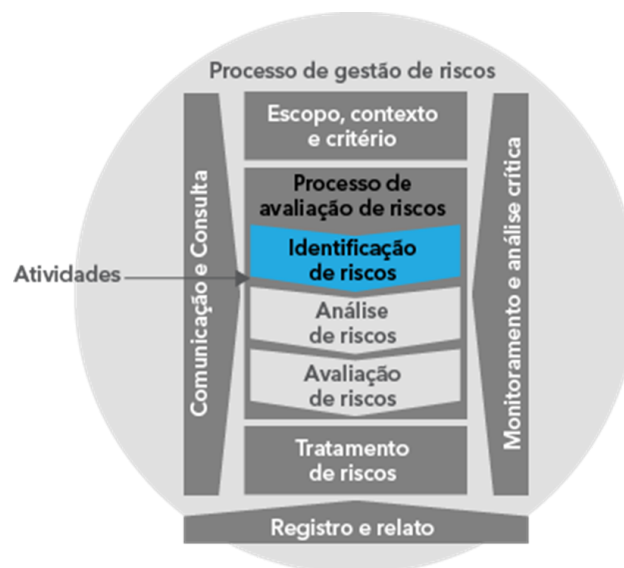 Processo de gestão de riscos
Escopo, contexto
e critério
Processo de
avaliação de riscos
Identificação
de riscos
Atividades
Análise
de riscos
Avaliação
de riscos
Tratamento
de riscos
Comunicação e Consulta
Monitoramento e análise crítica
Registro e relato